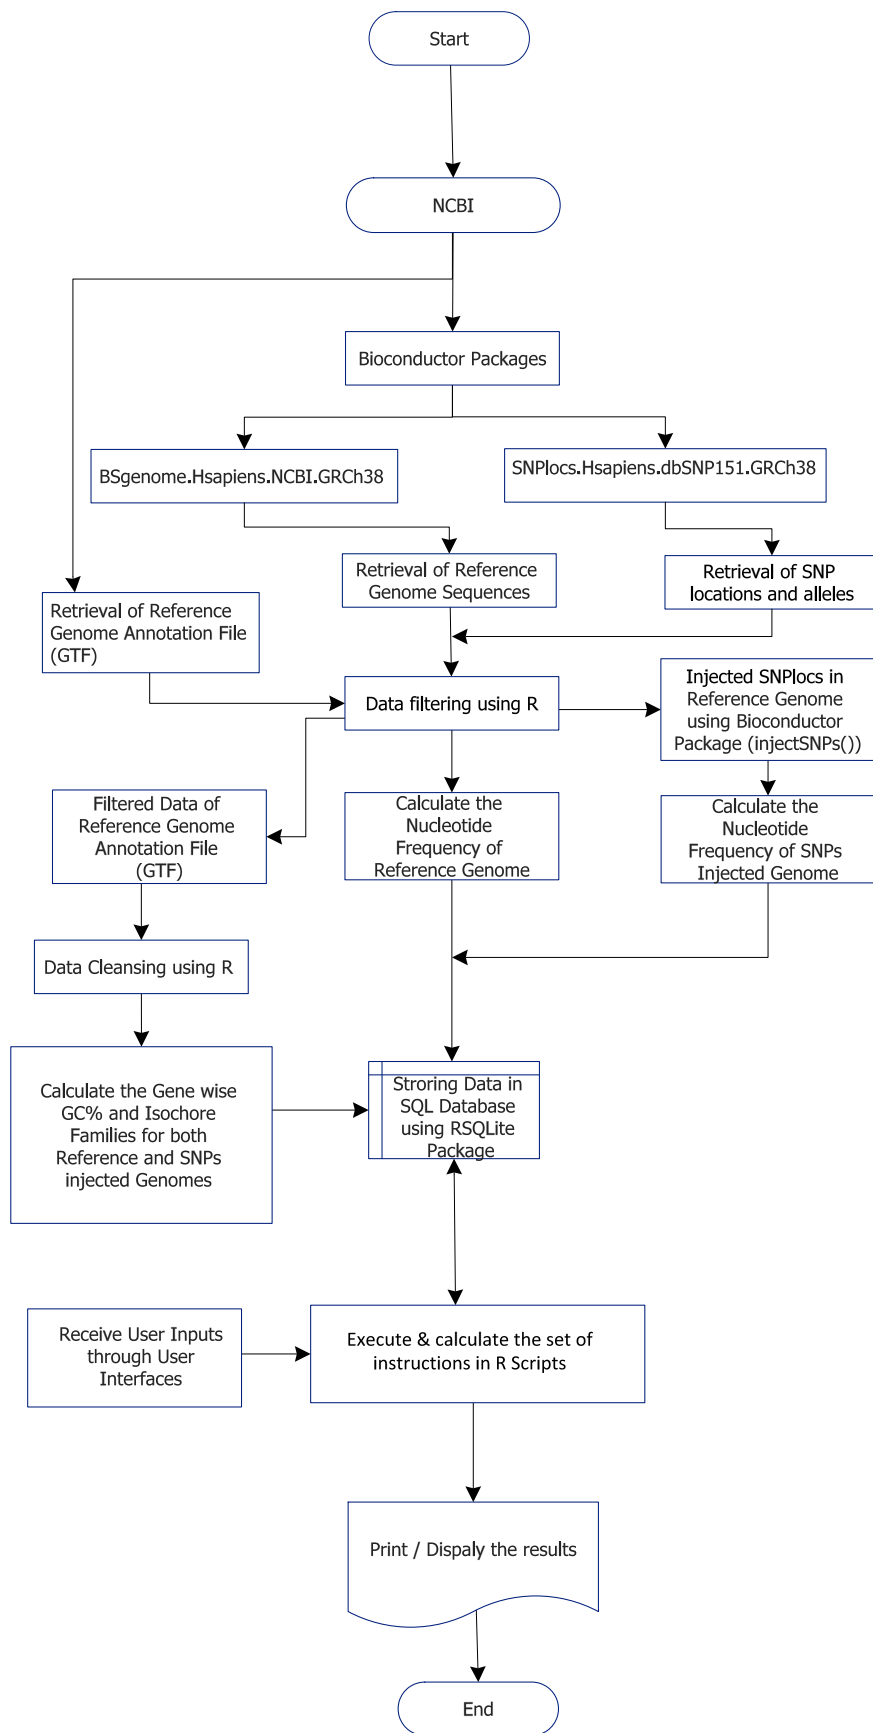 Start
NCBI
Bioconductor Packages
BSgenome.Hsapiens.NCBI.GRCh38
SNPlocs.Hsapiens.dbSNP151.GRCh38
Retrieval of Reference
Genome Sequences
Retrieval of SNP
locations and alleles
Retrieval of Reference
Genome Annotation File
(GTF)
Data filtering using R
Injected SNPlocs in
Reference Genome
using Bioconductor
Package (injectSNPs())
Filtered Data of
Reference Genome
Annotation File
(GTF)
Calculate the
Nucleotide
Frequency of
Reference Genome
Calculate the
Nucleotide
Frequency of SNPs
Injected Genome
Data Cleansing using R
Calculate the Gene wise
GC% and Isochore
Families for both
Reference and SNPs
injected Genomes
Stroring Data in
SQL Database
using RSQLite
Package
Receive User Inputs
through User
Interfaces
Execute & calculate the set of
instructions in R Scripts
Print / Dispaly the results
End